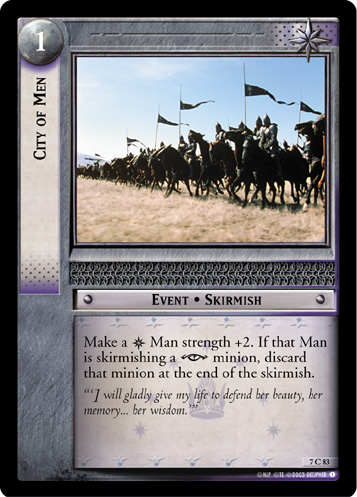 1
City of Men
Event • Skirmish
Make a Man strength +2. If that Man
is skirmishing a minion, discard
that minion at the end of the skirmish.
“‘I will gladly give my life to defend her beauty, her
memory... her wisdom.’”
7 C 83